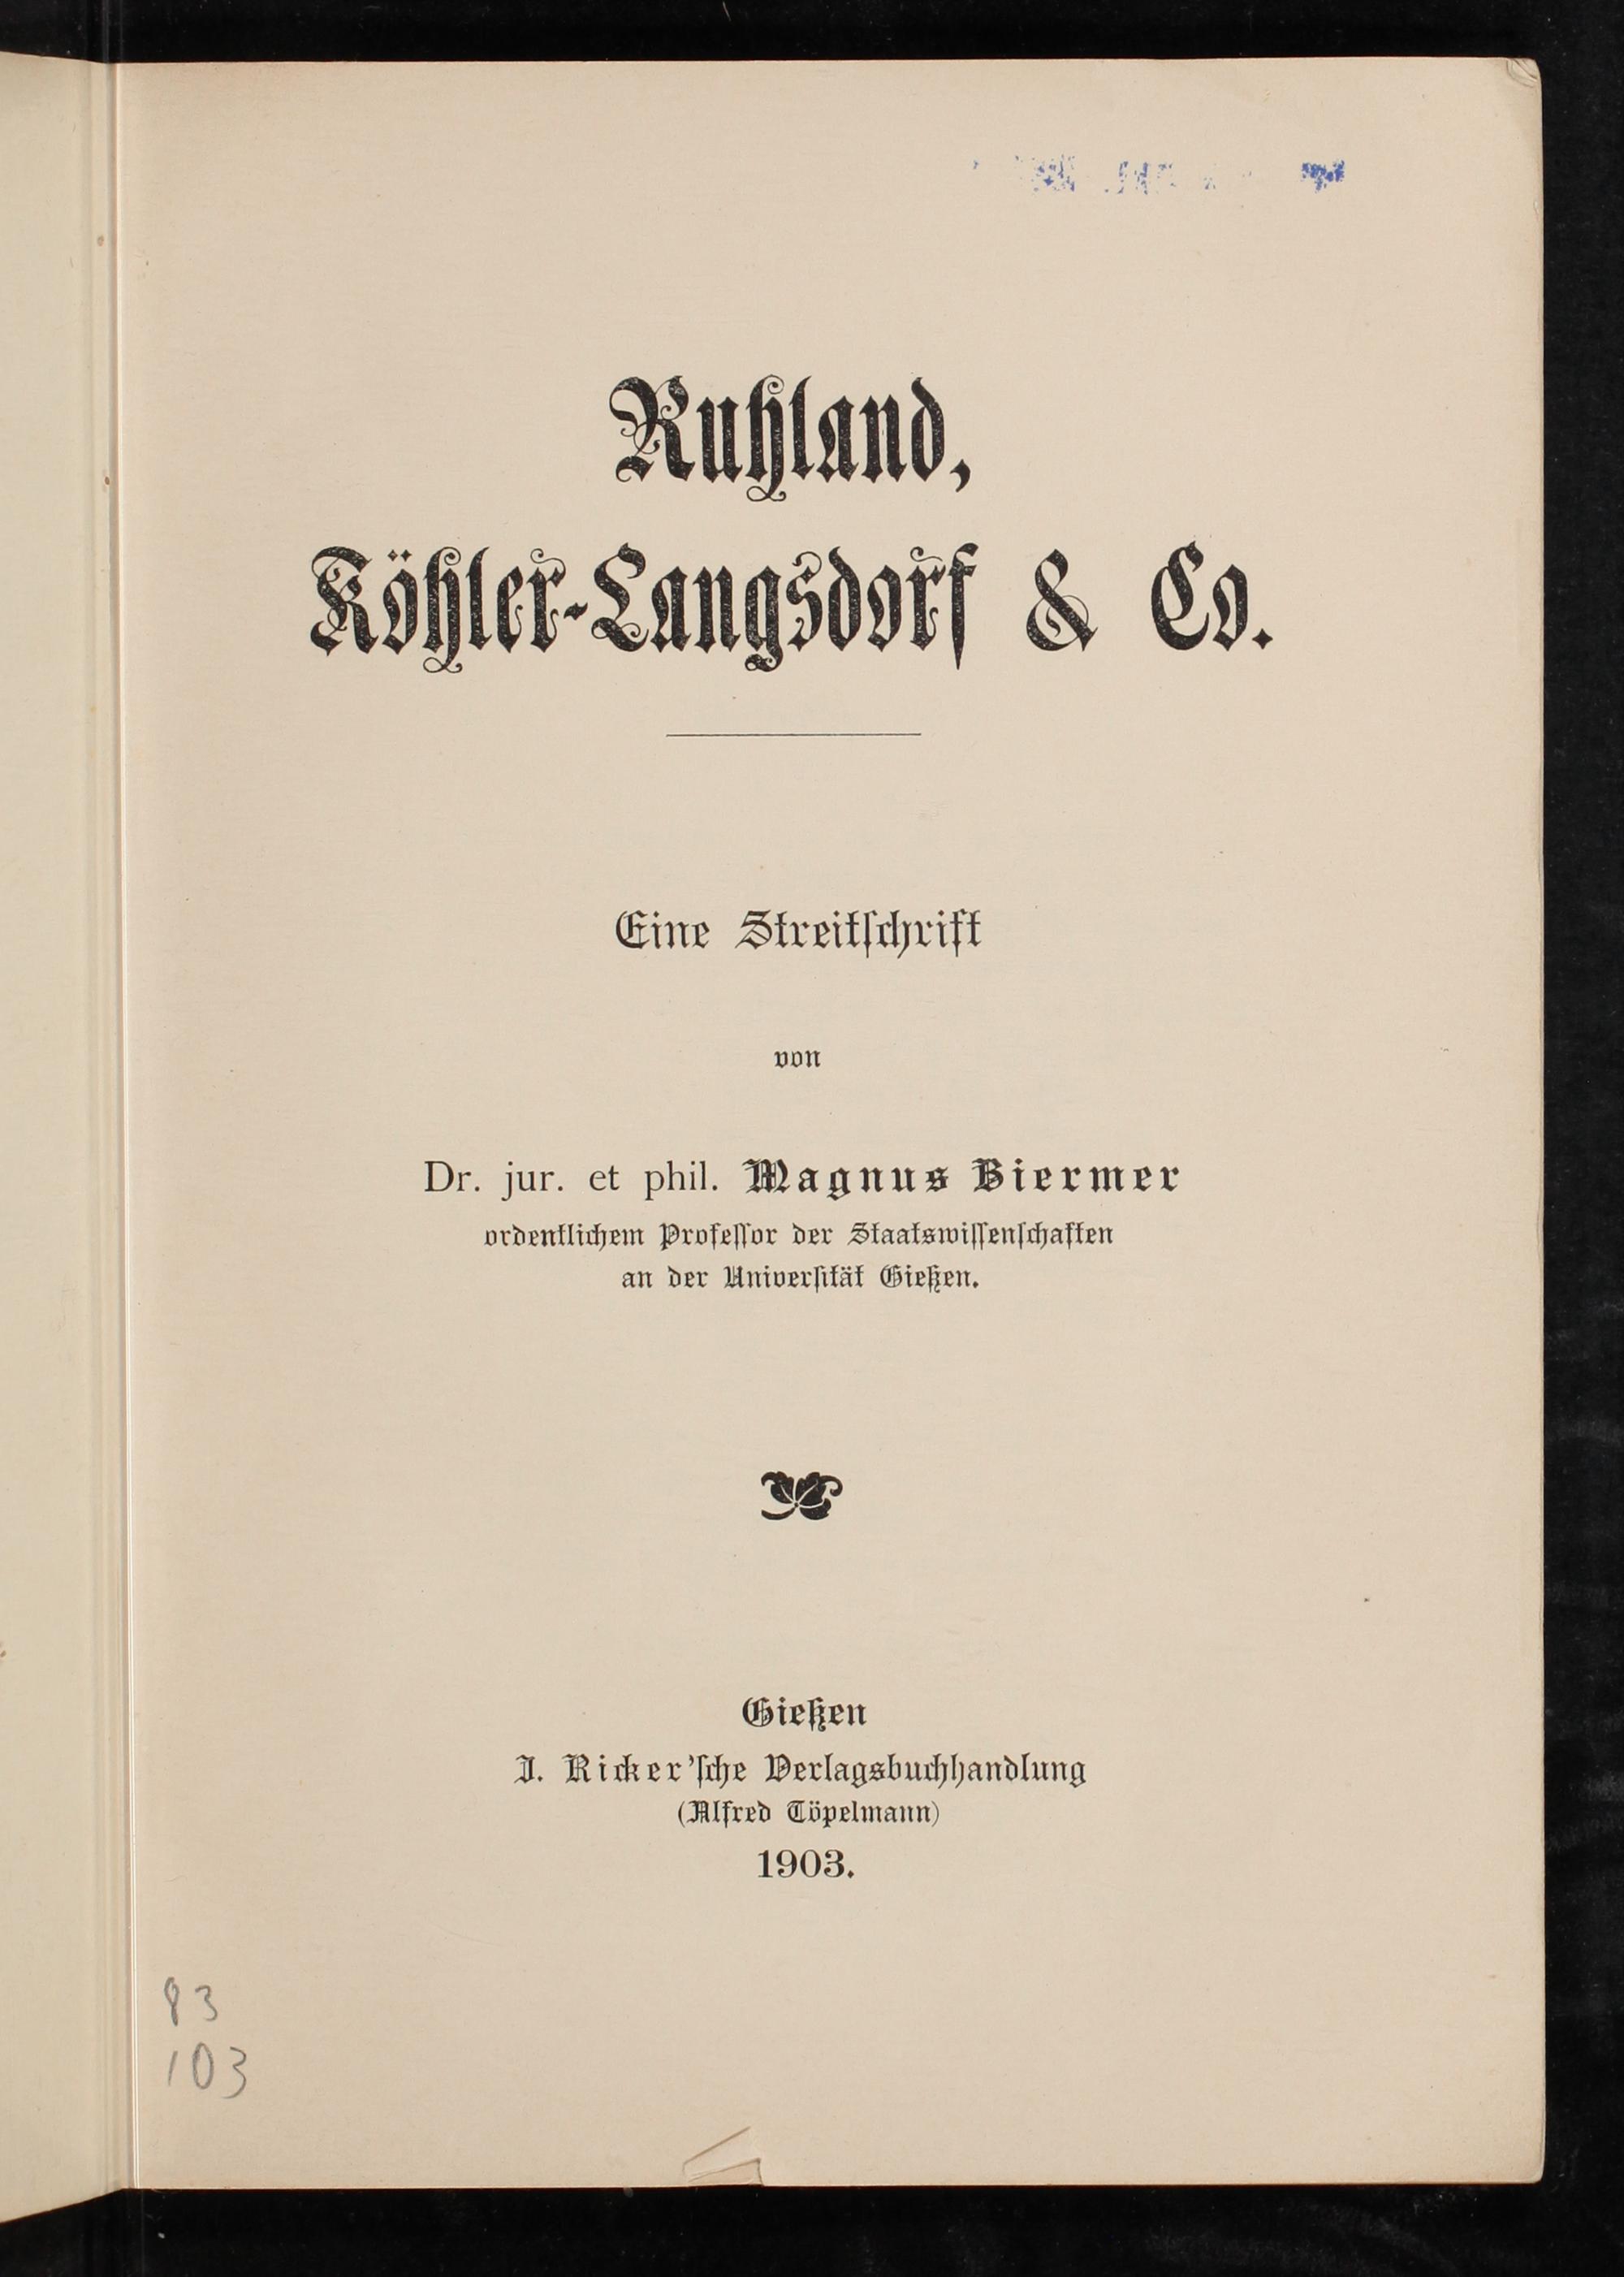 Ruhland,
Köhler-Langsdorf & Co.
Eine Streitſchrift
von
Dr. jur. et phil. Magnus Biermer
ordentlichem Profeſſor der Staatswiſſenſchaften
an der Univerſität Gießen.
Gießen
J. Ricker'ſche Verlagsbuchhandlung
(Alfred Töpelmann)
1903.
83
103